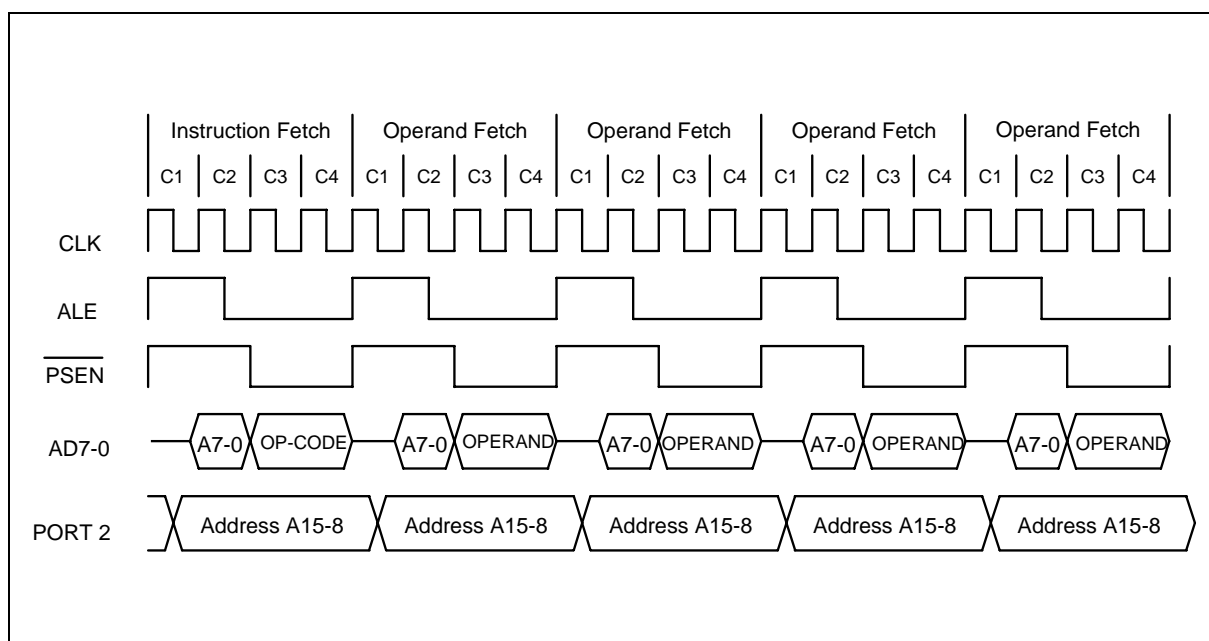 Instruction Fetch Operand Fetch Operand Fetch Operand Fetch Operand Fetch
C1 C2 C3 C4 C1 C2 C3 C4 C1 C2 C3 C4 C1 C2 C3 C4 C1 C2 C3 C4
CLK
ALE
PSEN
AD7-0 A7-0 OP-CODE A7-0 OPERAND A7-0 OPERAND A7-0 OPERAND A7-0 OPERAND
PORT 2 Address A15-8 Address A15-8 Address A15-8 Address A15-8 Address A15-8